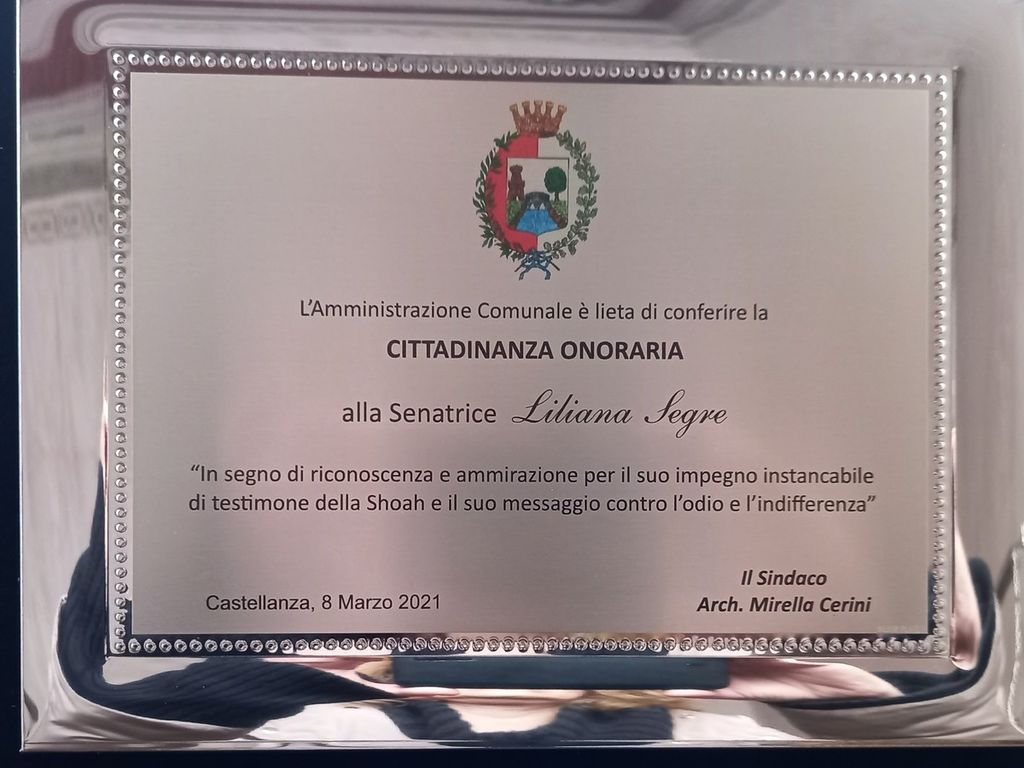 L'Amministrazione Comunale è lieta di conferire la
CITTADINANZA ONORARIA
alla Senatrice Liliana Segre
“In segno di riconoscenza e ammirazione per il suo impegno instancabile
di testimone della Shoah e il suo messaggio contro l'odio e l'indifferenza”
Il Sindaco
Castellanza, 8 Marzo 2021 Arch. Mirella Cerini